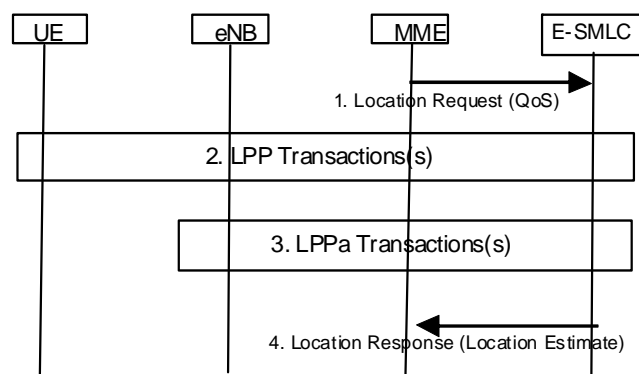 UE
eNB
MME
E-SMLC
1. Location Request (QoS)
2. LPP Transactions(s)
3. LPPa Transactions(s)
4. Location Response (Location Estimate)